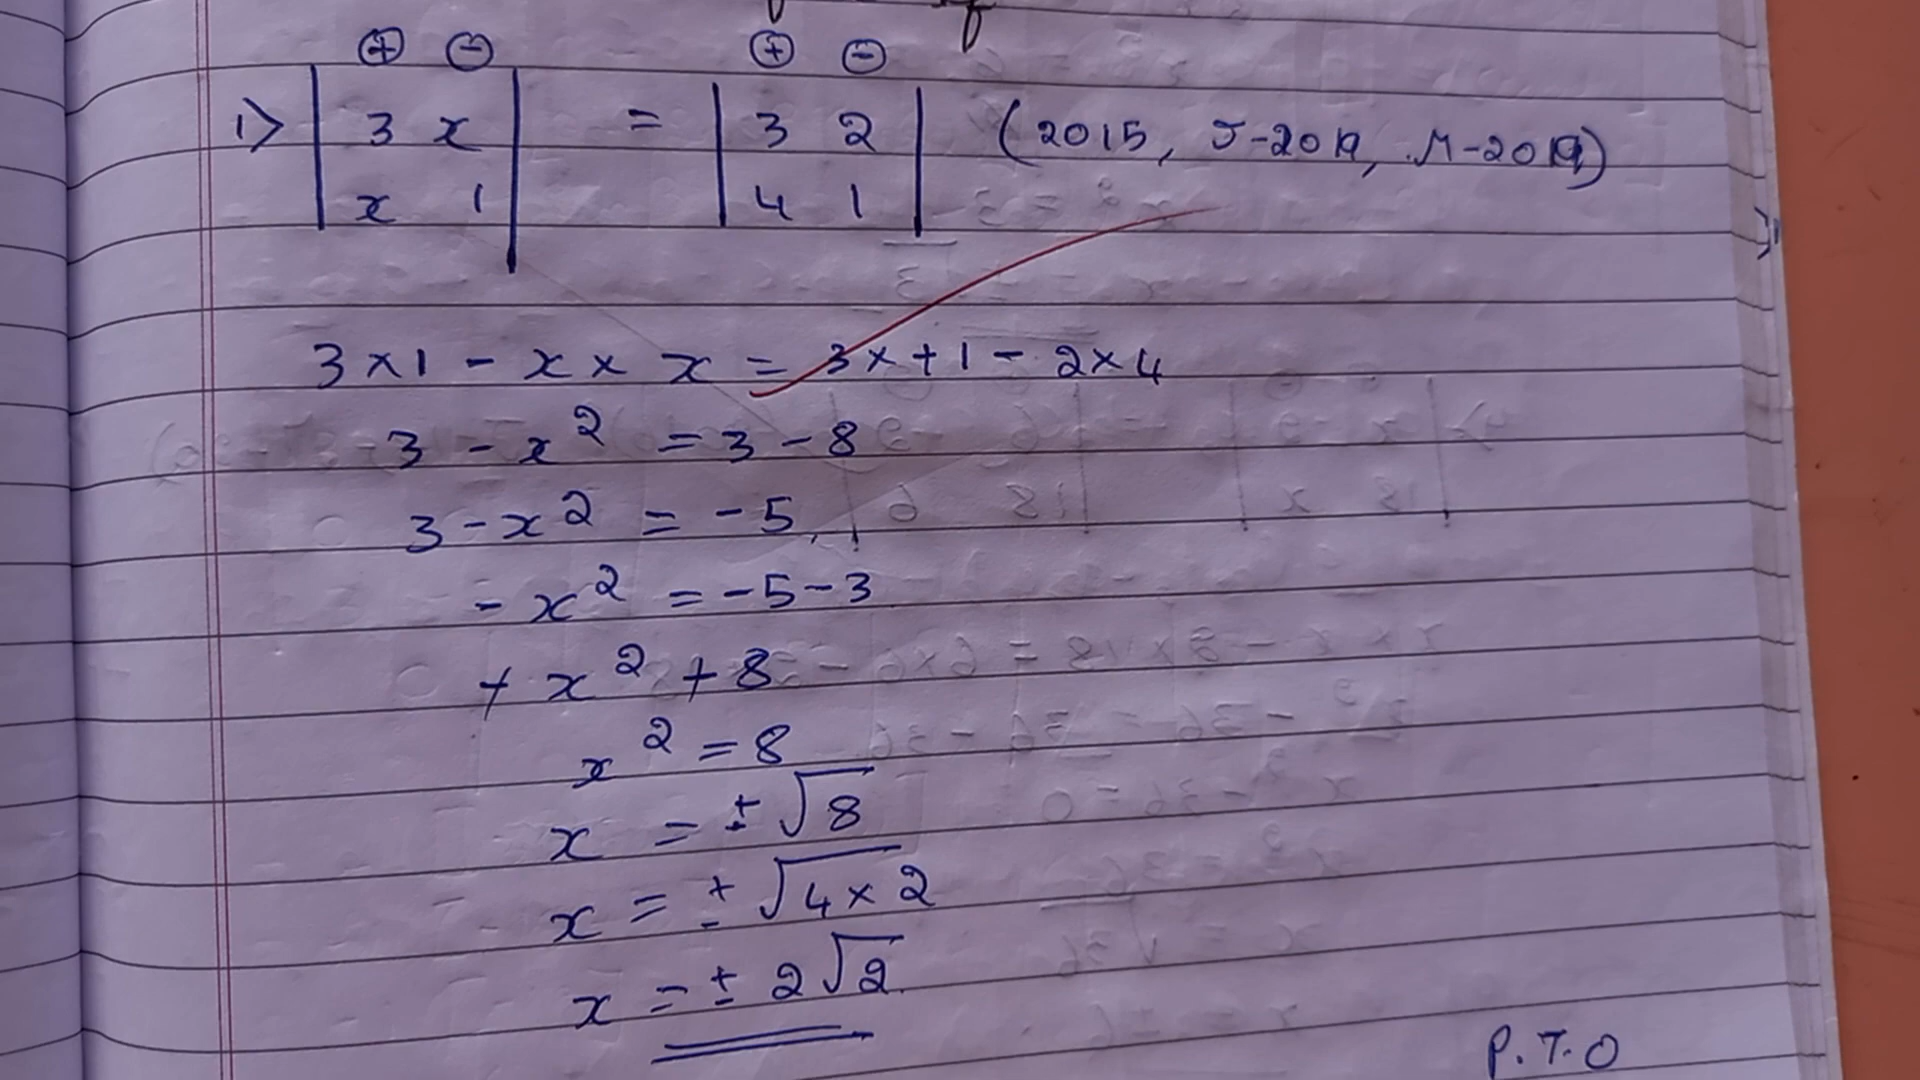 ⊕ ⊖ ⊕ ⊖
1) | 3 x | = | 3 2 | (2015, J-2019, M-2019)
| x 1 | | 4 1 |
3×1 - x × x = 3×+1 - 2×4
3 - x² = 3 - 8
3 - x² = -5
- x² = -5-3
+ x² + 8
x² = 8
x = ± √8
x = ± √4×2
x = ± 2√2
P.T.O